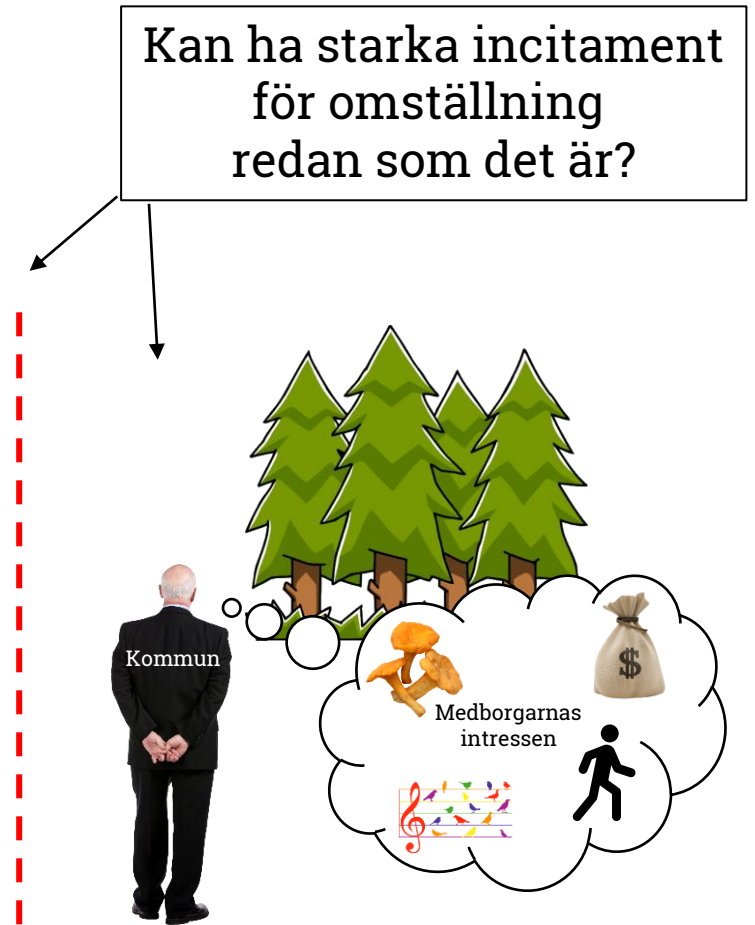 Kan ha starka incitament
för omställning
redan som det är?
Kommun
$
Medborgarnas
intressen